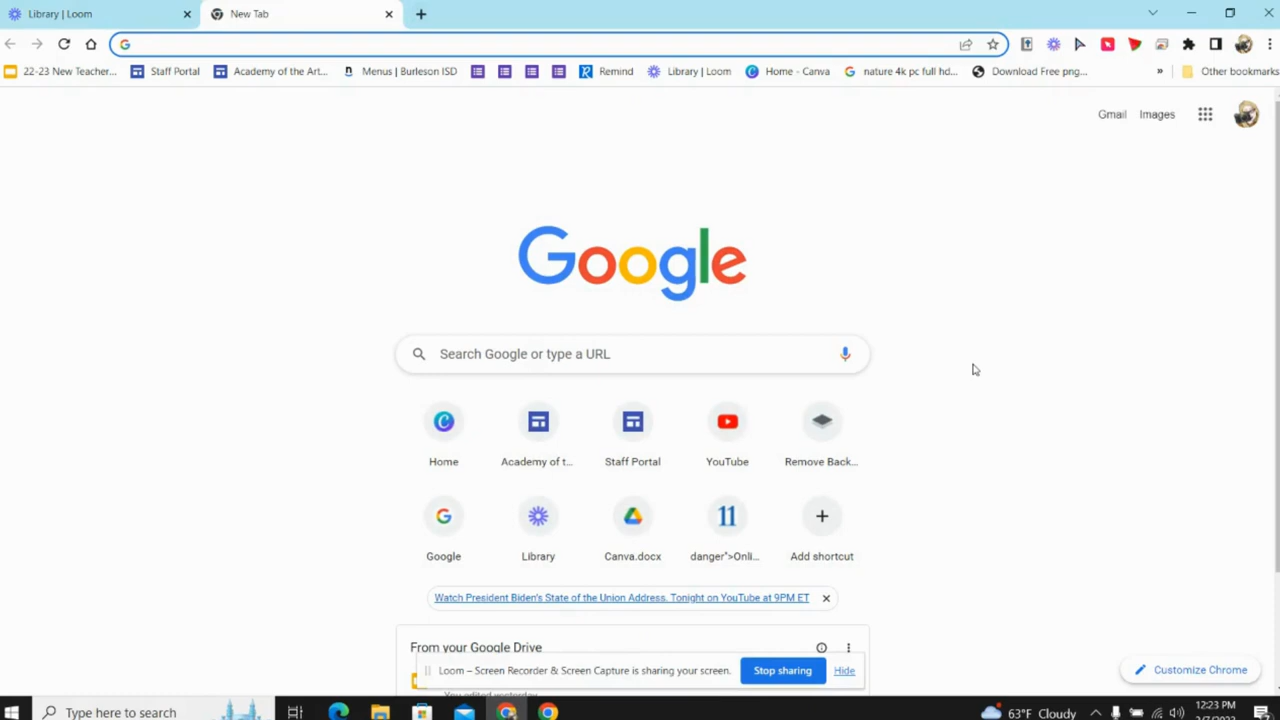 Library | Loom
New Tab
22-23 New Teacher...
Staff Portal
Academy of the Art...
Menus | Burleson ISD
Remind
Library | Loom
Home - Canva
nature 4k pc full hd...
Download Free png...
»
Other bookmarks
Gmail
Images
Google
Search Google or type a URL
Home
Academy of t...
Staff Portal
YouTube
Remove Back...
11
Google
Library
Canva.docx
danger">Onli...
Add shortcut
Watch President Biden's State of the Union Address. Tonight on YouTube at 9PM ET
From your Google Drive
Loom – Screen Recorder & Screen Capture is sharing your screen.
Stop sharing
Hide
You edited yesterday
Customize Chrome
Type here to search
63°F Cloudy
12:23 PM